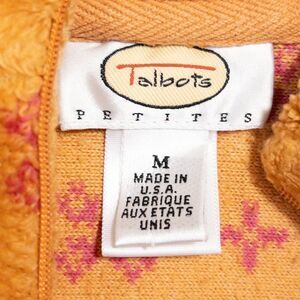 Talbots
PETITES
M
MADE IN
U.S.A.
FABRIQUE
AUX ETATS
UNIS